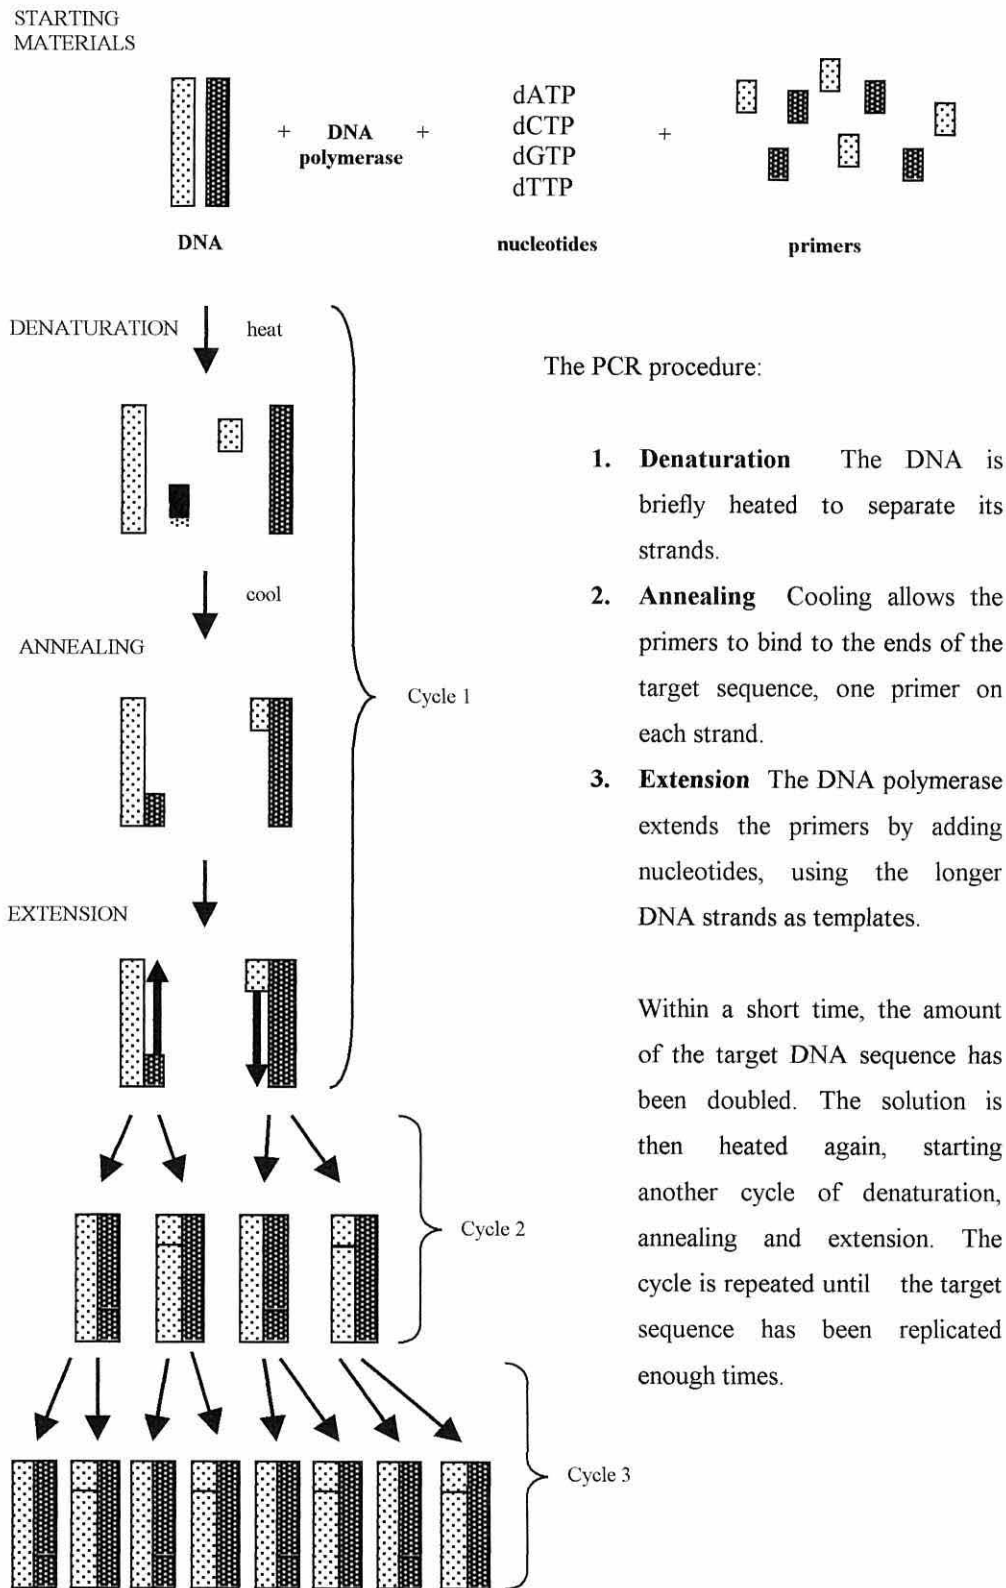 STARTING
MATERIALS
+ DNA + +
polymerase
dATP
dCTP
dGTP
dTTP
DNA nucleotides primers
DENATURATION heat
cool
ANNEALING
Cycle 1
EXTENSION
Cycle 2
Cycle 3
The PCR procedure:
1. Denaturation The DNA is
briefly heated to separate its
strands.
2. Annealing Cooling allows the
primers to bind to the ends of the
target sequence, one primer on
each strand.
3. Extension The DNA polymerase
extends the primers by adding
nucleotides, using the longer
DNA strands as templates.
Within a short time, the amount
of the target DNA sequence has
been doubled. The solution is
then heated again, starting
another cycle of denaturation,
annealing and extension. The
cycle is repeated until the target
sequence has been replicated
enough times.